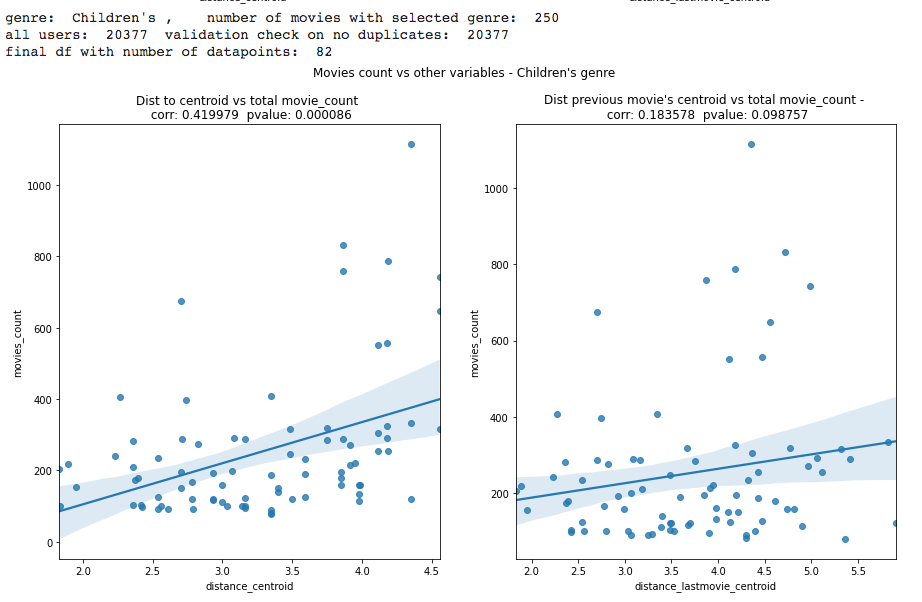 distance_centroid distance_lastmovie_centroid
genre:  Children's ,    number of movies with selected genre:  250
all users:  20377  validation check on no duplicates:  20377
final df with number of datapoints:  82
Movies count vs other variables - Children's genre
Dist to centroid vs total movie_count
corr: 0.419979  pvalue: 0.000086
movies_count
1000
800
600
400
200
0
2.0 2.5 3.0 3.5 4.0 4.5
distance_centroid
Dist previous movie's centroid vs total movie_count -
corr: 0.183578  pvalue: 0.098757
movies_count
1000
800
600
400
200
2.0 2.5 3.0 3.5 4.0 4.5 5.0 5.5
distance_lastmovie_centroid